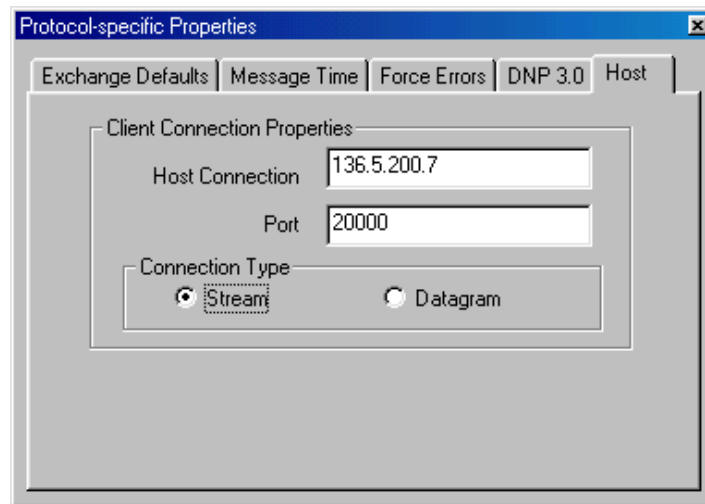 Protocol-specific Properties
Exchange Defaults Message Time Force Errors DNP 3.0 Host
Client Connection Properties
Host Connection 136.5.200.7
Port 20000
Connection Type
Stream Datagram